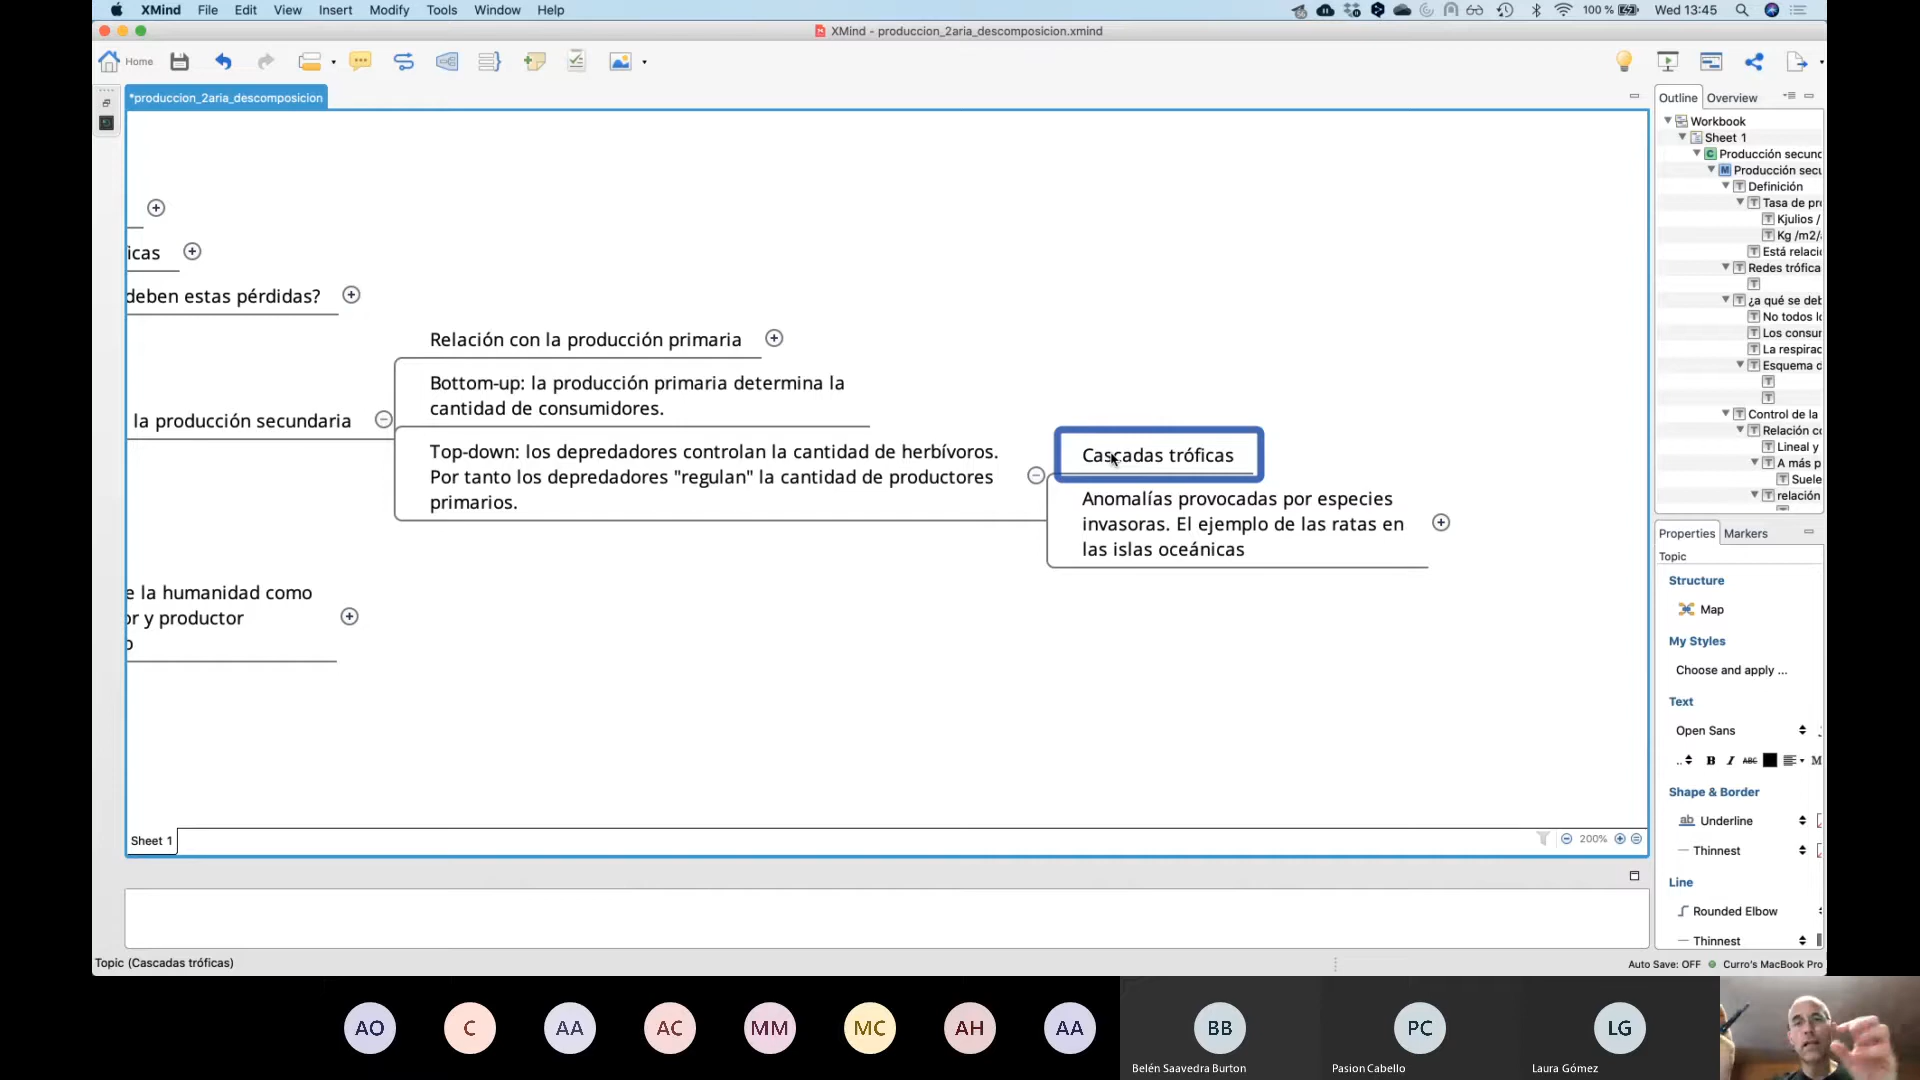 XMind File Edit View Insert Modify Tools Window Help
100 %
Wed 13:45
XMind - produccion_2aria_descomposicion.xmind
Home
*produccion_2aria_descomposicion
icas
deben estas pérdidas?
Relación con la producción primaria
Bottom-up: la producción primaria determina la
cantidad de consumidores.
la producción secundaria
Top-down: los depredadores controlan la cantidad de herbívoros.
Por tanto los depredadores "regulan" la cantidad de productores
primarios.
Cascadas tróficas
Anomalías provocadas por especies
invasoras. El ejemplo de las ratas en
las islas oceánicas
e la humanidad como
or y productor
o
Sheet 1
200%
Outline Overview
Workbook
Sheet 1
Producción secund
Producción secu
Definición
Tasa de pro
Kjulios /
Kg /m2/
Está relaci
Redes trófica
¿a qué se deb
No todos lo
Los consur
La respirac
Esquema d
Control de la
Relación co
Lineal y
A más p
Suele
relación
Properties Markers
Topic
Structure
Map
My Styles
Choose and apply ...
Text
Open Sans
.. B I ABC M
Shape & Border
ab Underline
Thinnest
Line
Rounded Elbow
Thinnest
Topic (Cascadas tróficas)
Auto Save: OFF
Curro's MacBook Pro
AO
C
AA
AC
MM
MC
AH
AA
BB
Belén Saavedra Burton
PC
Pasion Cabello
LG
Laura Gómez